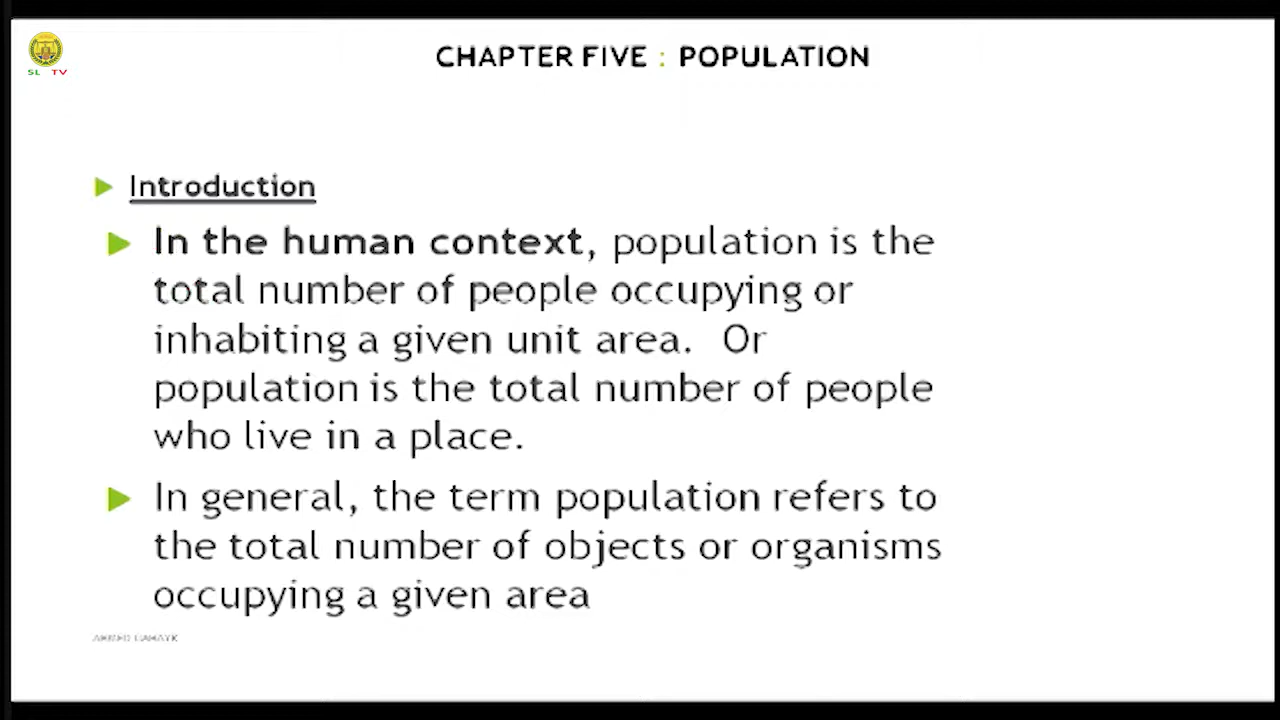 SL TV
CHAPTER FIVE : POPULATION
Introduction
In the human context, population is the
total number of people occupying or
inhabiting a given unit area. Or
population is the total number of people
who live in a place.
In general, the term population refers to
the total number of objects or organisms
occupying a given area